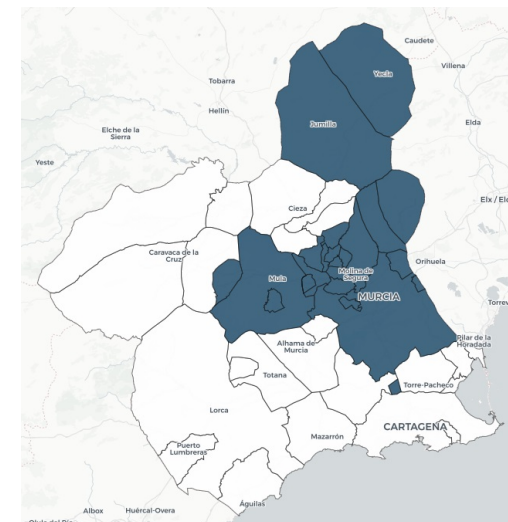 Caudete
Villena
Yecla
Tobarra
Hellín
Jumilla
Elda
Elche de la
Sierra
Yeste
Elx / El
Cieza
Caravaca de la
Cruz
Orihuela
Molina de
Segura
Mula
MURCIA
Torrev
Pilar de la
Horadada
Alhama de
Murcia
Totana
Torre-Pacheco
Lorca
CARTAGENA
Mazarrón
Puerto
Lumbreras
Águilas
Albox
Huércal-Overa